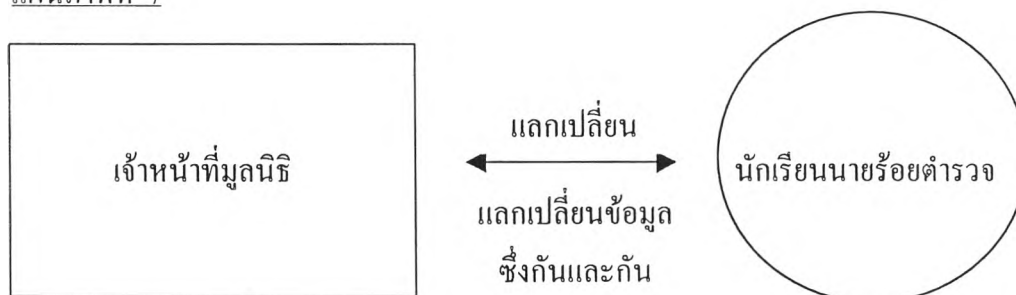 แลกเปลี่ยน
เจ้าหน้าที่มูลนิธิ
นักเรียนนายร้อยตำรวจ
แลกเปลี่ยนข้อมูล
ซึ่งกันและกัน